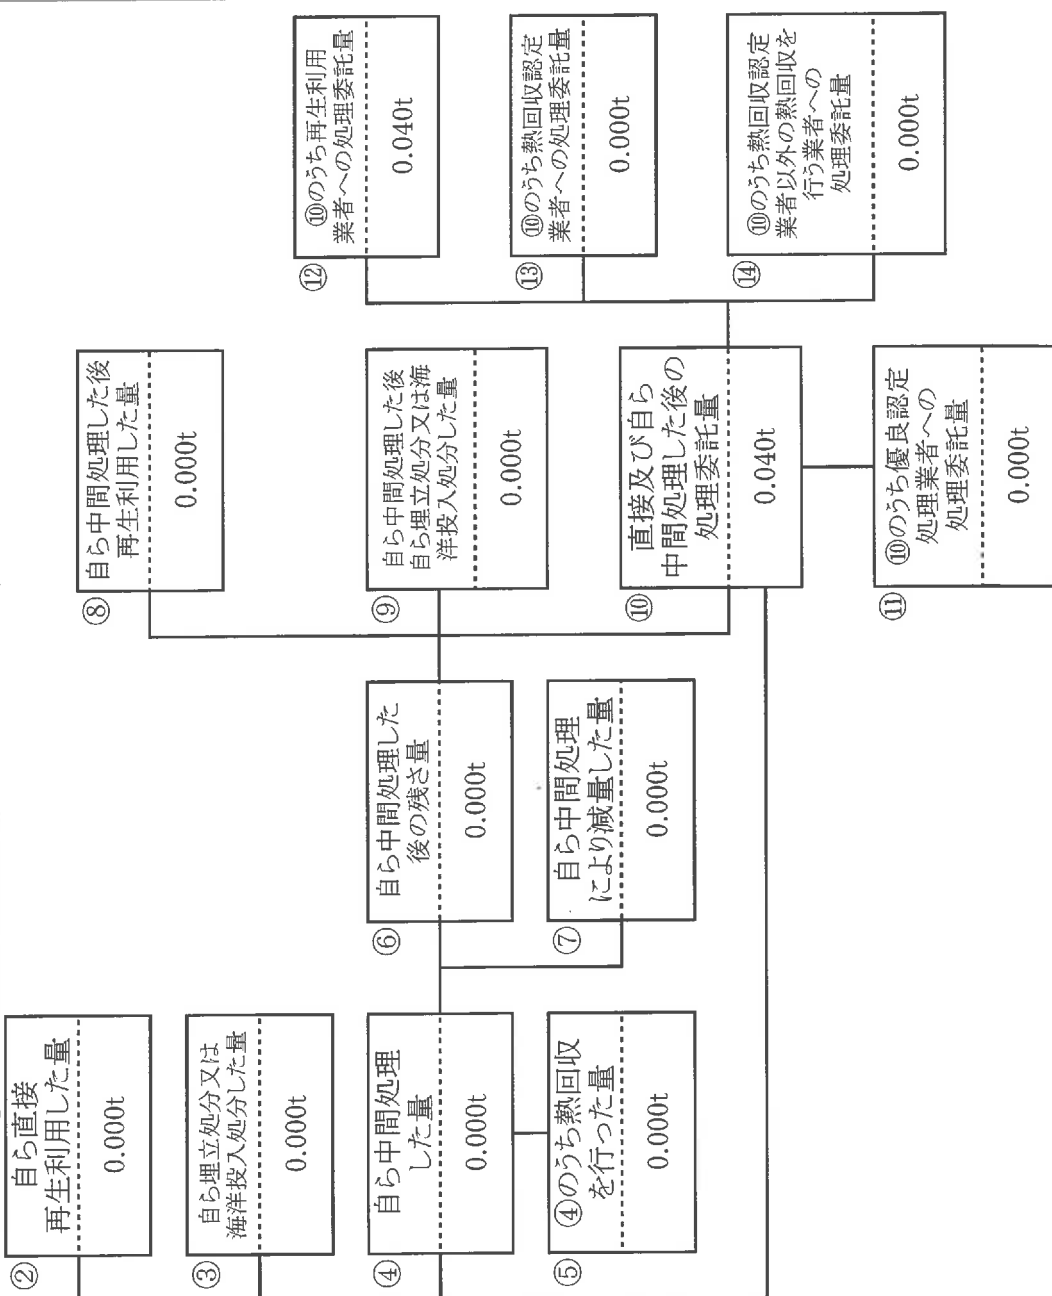 ②
自ら直接
再生利用した量
0.000t
③
自ら埋立処分又は
海洋投入処分した量
0.000t
④
自ら中間処理
した量
0.000t
⑤
④のうち熱回収
を行った量
0.000t
⑥
自ら中間処理した
後の残さ量
0.000t
⑦
自ら中間処理
により減量した量
0.000t
⑧
自ら中間処理した後
再生利用した量
0.000t
⑨
自ら中間処理した後
自ら埋立処分又は海
洋投入処分した量
0.000t
⑩
直接及び自ら
中間処理した後の
処理委託量
0.040t
⑪
⑩のうち優良認定
処理業者への
処理委託量
0.000t
⑫
⑩のうち再生利用
業者への処理委託量
0.040t
⑬
⑩のうち熱回収認定
業者への処理委託量
0.000t
⑭
⑩のうち熱回収認定
業者以外の熱回収を
行う業者への
処理委託量
0.000t